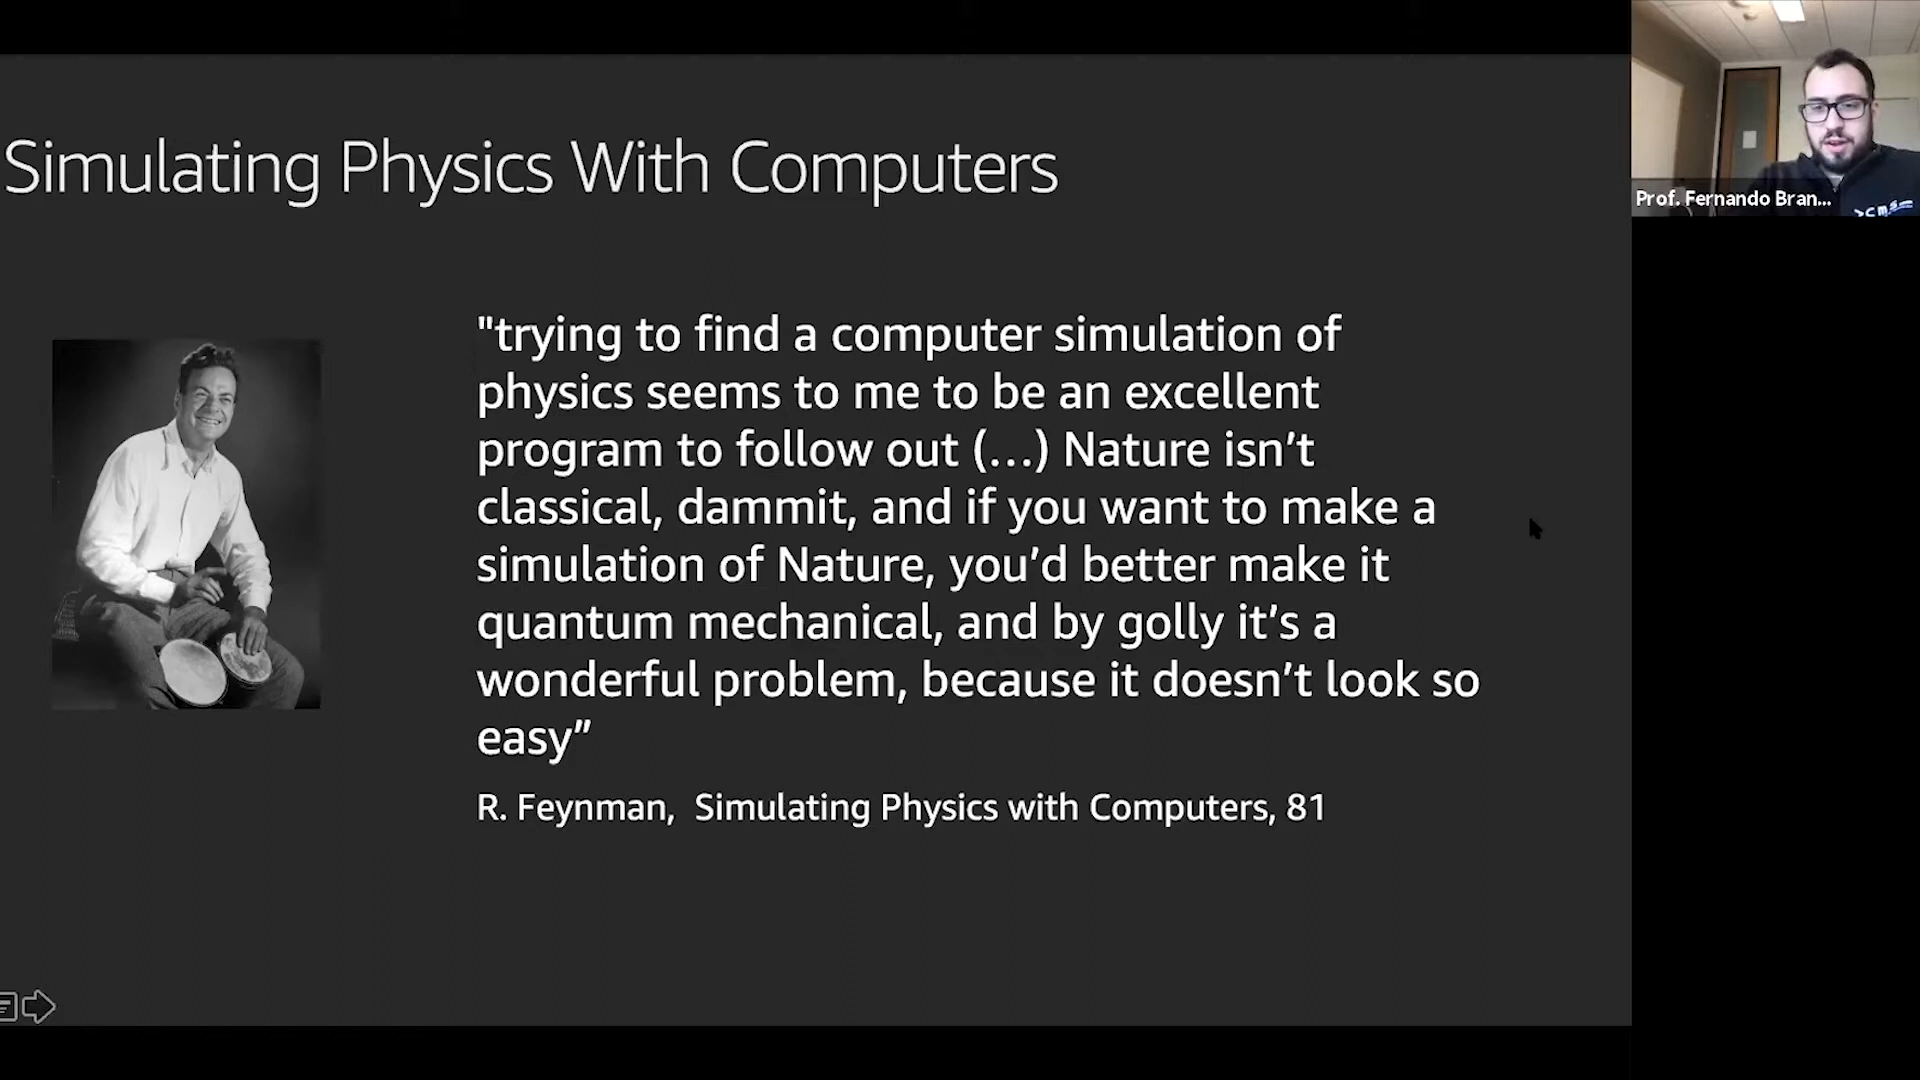 Simulating Physics With Computers
"trying to find a computer simulation of
physics seems to me to be an excellent
program to follow out (...) Nature isn’t
classical, dammit, and if you want to make a
simulation of Nature, you’d better make it
quantum mechanical, and by golly it’s a
wonderful problem, because it doesn’t look so
easy”
R. Feynman,  Simulating Physics with Computers, 81
Prof. Fernando Bran...